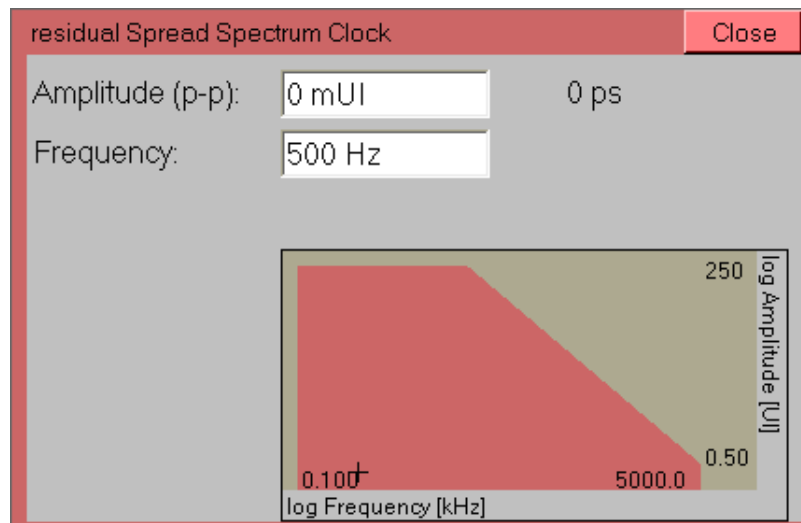 residual Spread Spectrum Clock Close
Amplitude (p-p): 0 mUI 0 ps
Frequency: 500 Hz
250
log Amplitude [UI]
0.50
0.100 5000.0
log Frequency [kHz]